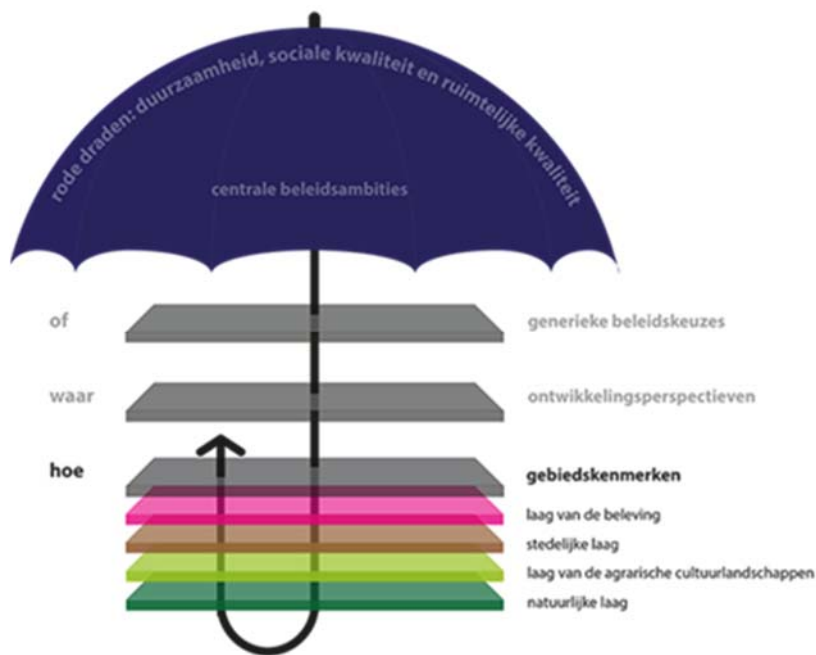 rode draden: duurzaamheid, sociale kwaliteit en ruimtelijke kwaliteit
centrale beleidsambities
of
generieke beleidskeuzes
waar
ontwikkelingsperspectieven
hoe
gebiedskenmerken
laag van de beleving
stedelijke laag
laag van de agrarische cultuurlandschappen
natuurlijke laag